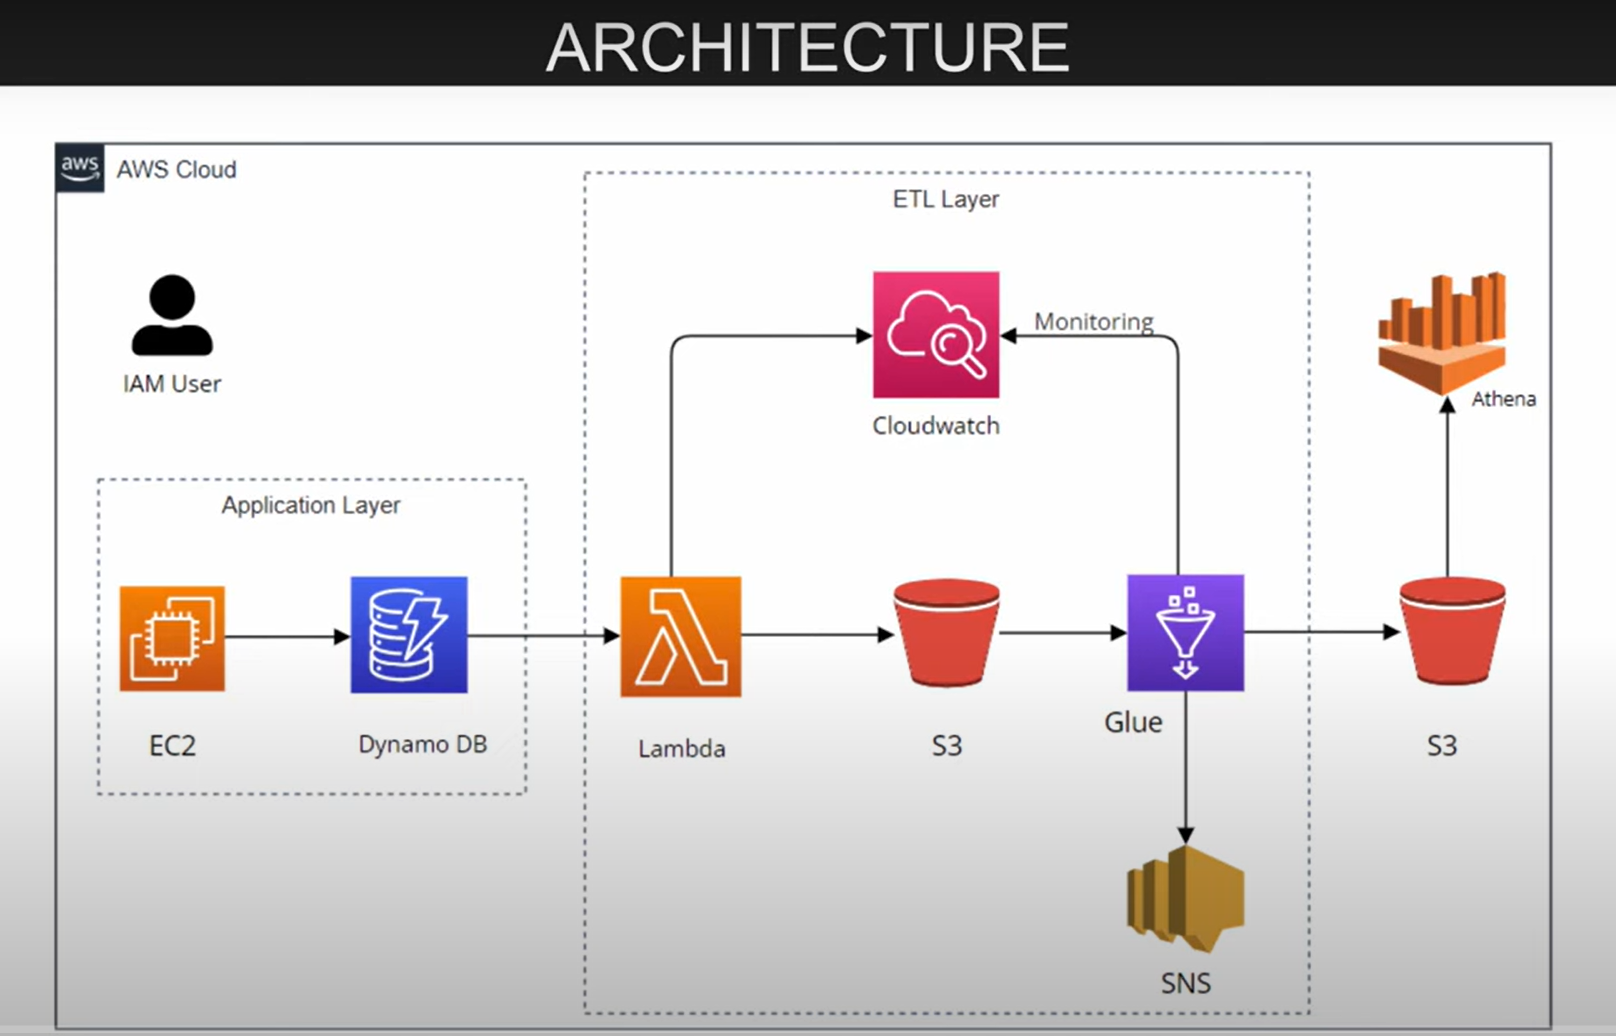 ARCHITECTURE
aws
AWS Cloud
ETL Layer
IAM User
Monitoring
Cloudwatch
Athena
Application Layer
EC2
Dynamo DB
Lambda
S3
Glue
S3
SNS